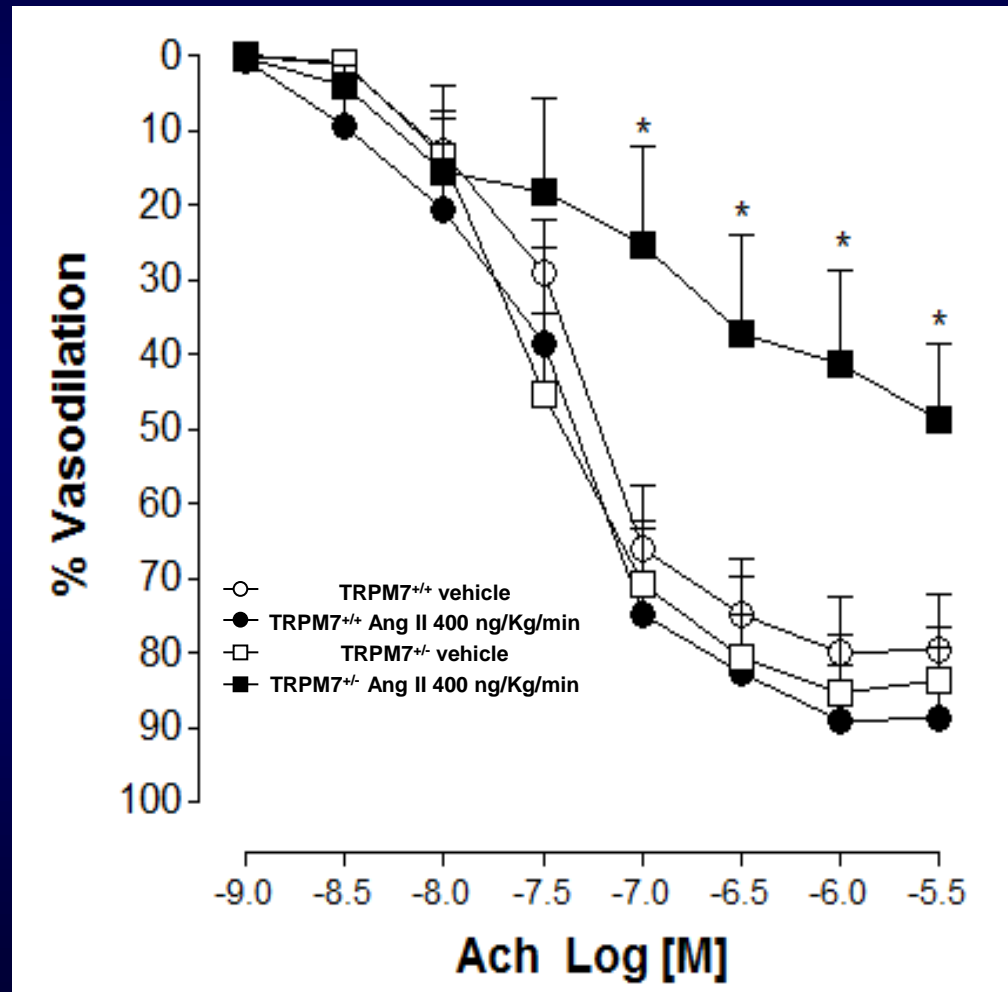 0
10
20
30
40
50
60
70
80
90
100
% Vasodilation
* * * *
TRPM7+/+ vehicle
TRPM7+/+ Ang II 400 ng/Kg/min
TRPM7+/- vehicle
TRPM7+/- Ang II 400 ng/Kg/min
-9.0 -8.5 -8.0 -7.5 -7.0 -6.5 -6.0 -5.5
Ach Log [M]